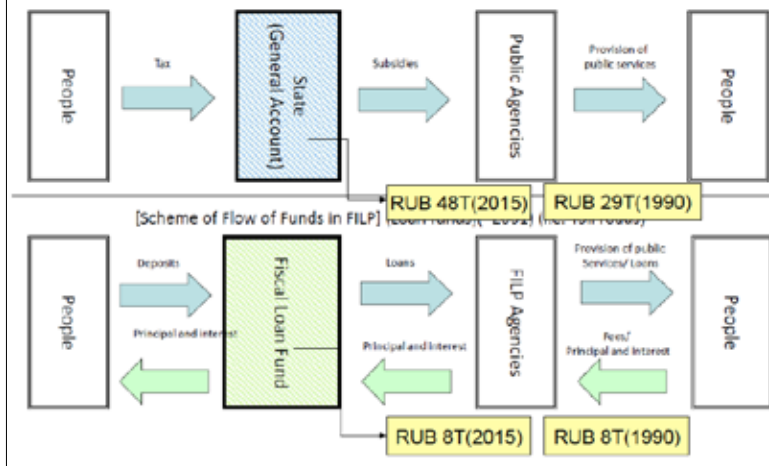 People
Tax
State
(General Account)
Subsidies
Public Agencies
Provision of
public services
People
RUB 48T(2015)
RUB 29T(1990)
[Scheme of Flow of Funds in FILP]
People
Deposits
Principal and interest
Fiscal Loan Fund
Loans
Principal and Interest
FILP Agencies
Provision of public
Services/ Loans
Fees/
Principal and Interest
People
RUB 8T(2015)
RUB 8T(1990)